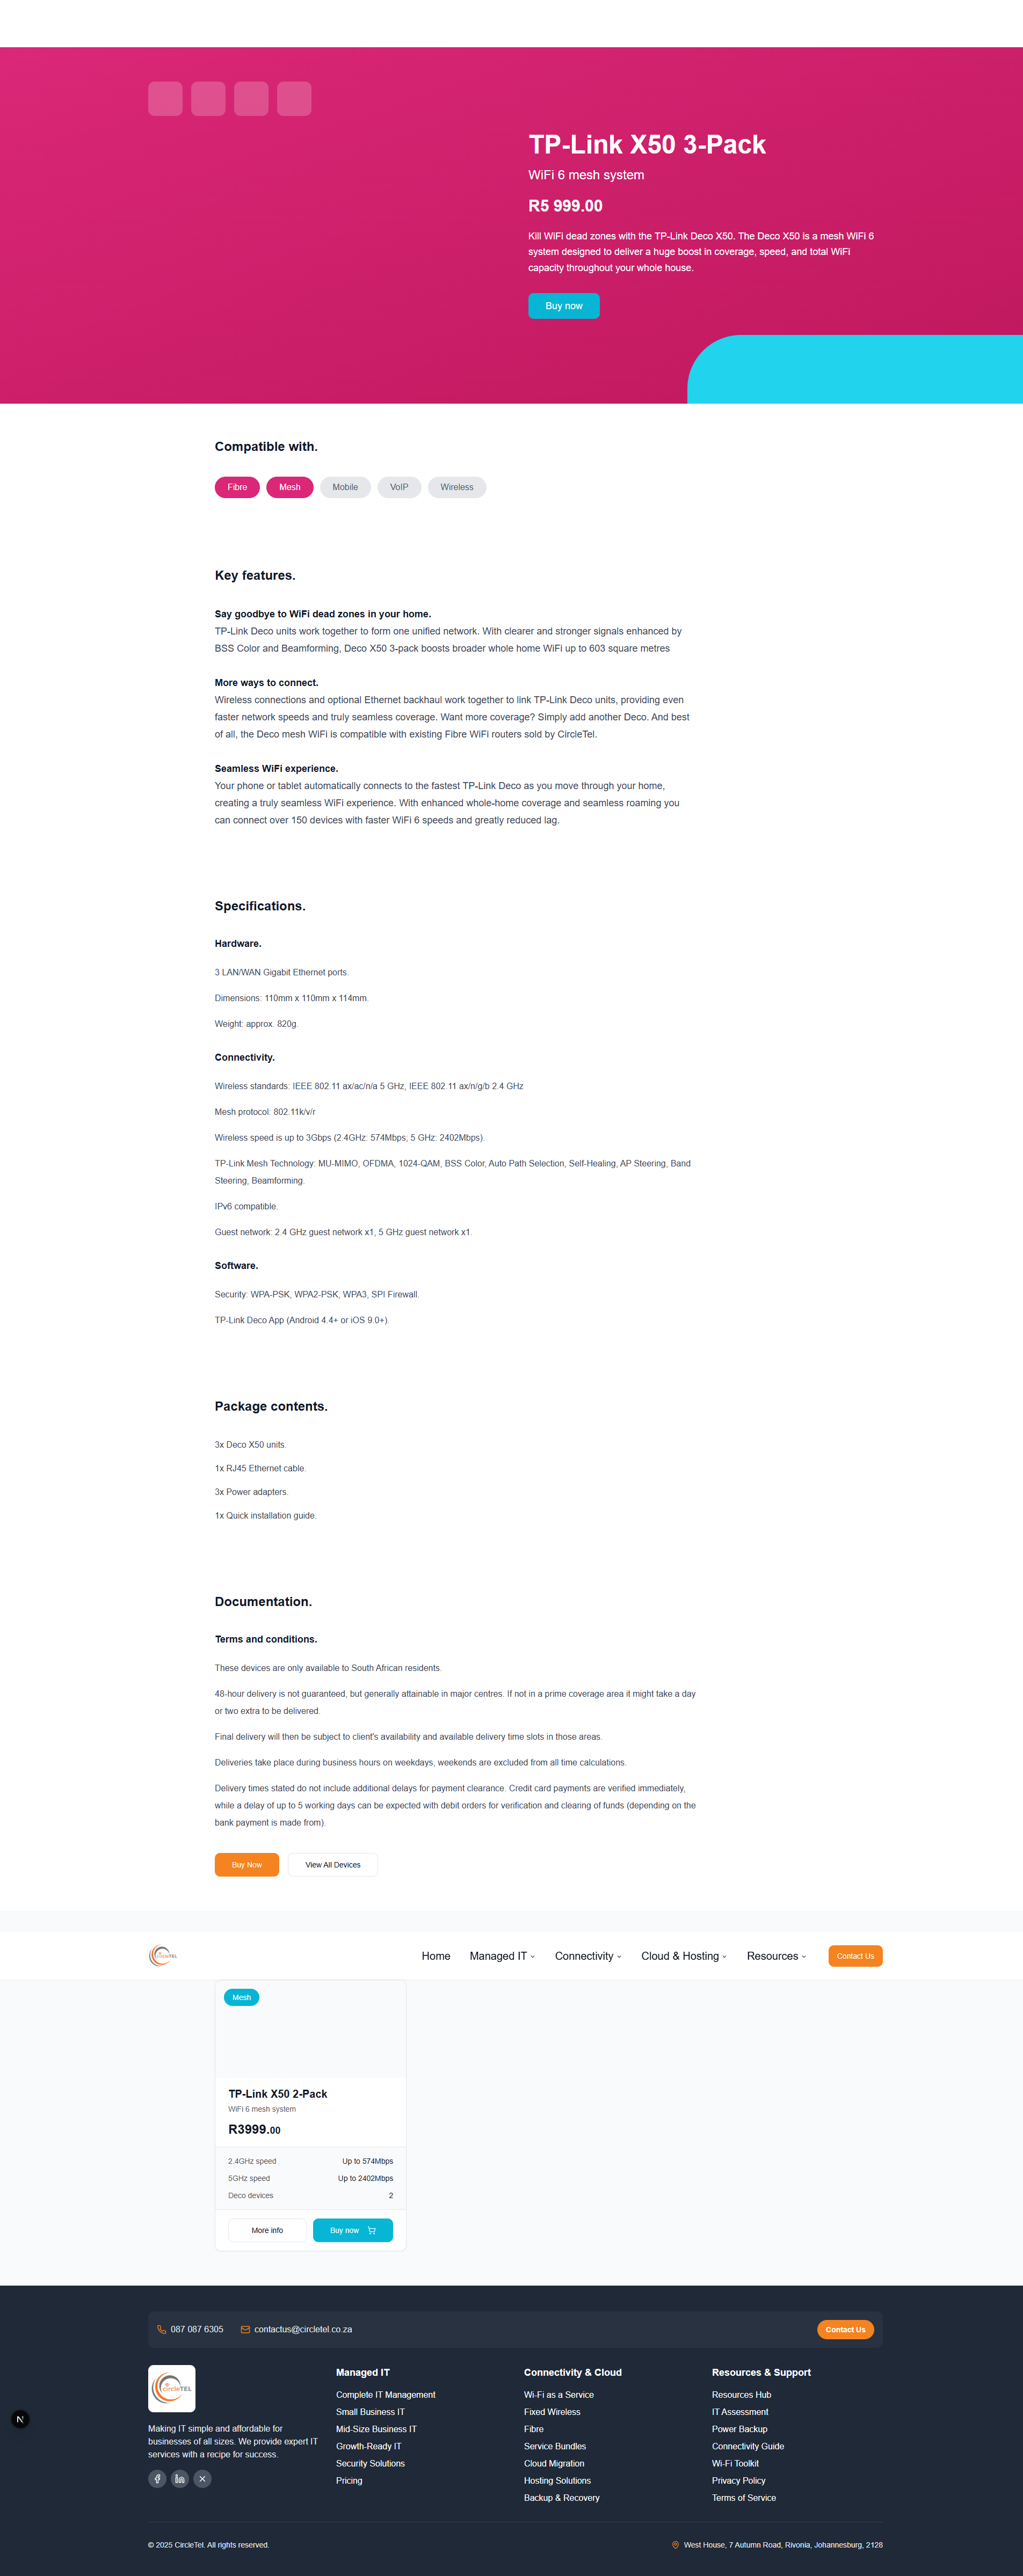 TP-Link X50 3-Pack
WiFi 6 mesh system
R5 999.00
Kill WiFi dead zones with the TP-Link Deco X50. The Deco X50 is a mesh WiFi 6
system designed to deliver a huge boost in coverage, speed, and total WiFi
capacity throughout your whole house.
Buy now
Compatible with.
Fibre
Mesh
Mobile
VoIP
Wireless
Key features.
Say goodbye to WiFi dead zones in your home.
TP-Link Deco units work together to form one unified network. With clearer and stronger signals enhanced by
BSS Color and Beamforming, Deco X50 3-pack boosts broader whole home WiFi up to 603 square metres
More ways to connect.
Wireless connections and optional Ethernet backhaul work together to link TP-Link Deco units, providing even
faster network speeds and truly seamless coverage. Want more coverage? Simply add another Deco. And best
of all, the Deco mesh WiFi is compatible with existing Fibre WiFi routers sold by CircleTel.
Seamless WiFi experience.
Your phone or tablet automatically connects to the fastest TP-Link Deco as you move through your home,
creating a truly seamless WiFi experience. With enhanced whole-home coverage and seamless roaming you
can connect over 150 devices with faster WiFi 6 speeds and greatly reduced lag.
Specifications.
Hardware.
3 LAN/WAN Gigabit Ethernet ports.
Dimensions: 110mm x 110mm x 114mm.
Weight: approx. 820g.
Connectivity.
Wireless standards: IEEE 802.11 ax/ac/n/a 5 GHz, IEEE 802.11 ax/n/g/b 2.4 GHz
Mesh protocol: 802.11k/v/r
Wireless speed is up to 3Gbps (2.4GHz: 574Mbps; 5 GHz: 2402Mbps).
TP-Link Mesh Technology: MU-MIMO, OFDMA, 1024-QAM, BSS Color, Auto Path Selection, Self-Healing, AP Steering, Band
Steering, Beamforming.
IPv6 compatible.
Guest network: 2.4 GHz guest network x1, 5 GHz guest network x1.
Software.
Security: WPA-PSK, WPA2-PSK, WPA3, SPI Firewall.
TP-Link Deco App (Android 4.4+ or iOS 9.0+).
Package contents.
3x Deco X50 units.
1x RJ45 Ethernet cable.
3x Power adapters.
1x Quick installation guide.
Documentation.
Terms and conditions.
These devices are only available to South African residents.
48-hour delivery is not guaranteed, but generally attainable in major centres. If not in a prime coverage area it might take a day
or two extra to be delivered.
Final delivery will then be subject to client's availability and available delivery time slots in those areas.
Deliveries take place during business hours on weekdays, weekends are excluded from all time calculations.
Delivery times stated do not include additional delays for payment clearance. Credit card payments are verified immediately,
while a delay of up to 5 working days can be expected with debit orders for verification and clearing of funds (depending on the
bank payment is made from).
Buy Now
View All Devices
circleTEL
Home
Managed IT
Connectivity
Cloud & Hosting
Resources
Contact Us
Mesh
TP-Link X50 2-Pack
WiFi 6 mesh system
R3999.00
2.4GHz speed Up to 574Mbps
5GHz speed Up to 2402Mbps
Deco devices 2
More info
Buy now
087 087 6305
contactus@circletel.co.za
Contact Us
circleTEL
Making IT simple and affordable for
businesses of all sizes. We provide expert IT
services with a recipe for success.
Managed IT
Complete IT Management
Small Business IT
Mid-Size Business IT
Growth-Ready IT
Security Solutions
Pricing
Connectivity & Cloud
Wi-Fi as a Service
Fixed Wireless
Fibre
Service Bundles
Cloud Migration
Hosting Solutions
Backup & Recovery
Resources & Support
Resources Hub
IT Assessment
Power Backup
Connectivity Guide
Wi-Fi Toolkit
Privacy Policy
Terms of Service
N
© 2025 CircleTel. All rights reserved.
West House, 7 Autumn Road, Rivonia, Johannesburg, 2128